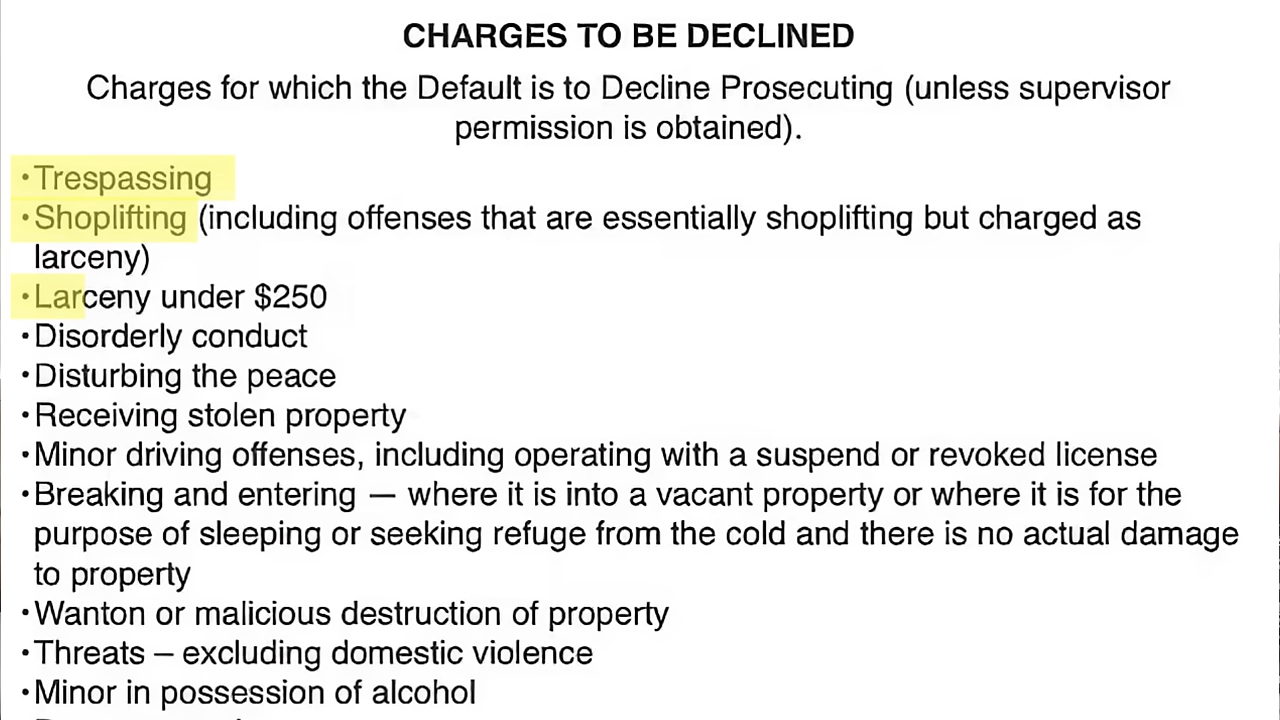 CHARGES TO BE DECLINED
Charges for which the Default is to Decline Prosecuting (unless supervisor
permission is obtained).
·Trespassing
·Shoplifting (including offenses that are essentially shoplifting but charged as
larceny)
·Larceny under $250
·Disorderly conduct
·Disturbing the peace
·Receiving stolen property
·Minor driving offenses, including operating with a suspend or revoked license
·Breaking and entering — where it is into a vacant property or where it is for the
purpose of sleeping or seeking refuge from the cold and there is no actual damage
to property
·Wanton or malicious destruction of property
·Threats – excluding domestic violence
·Minor in possession of alcohol